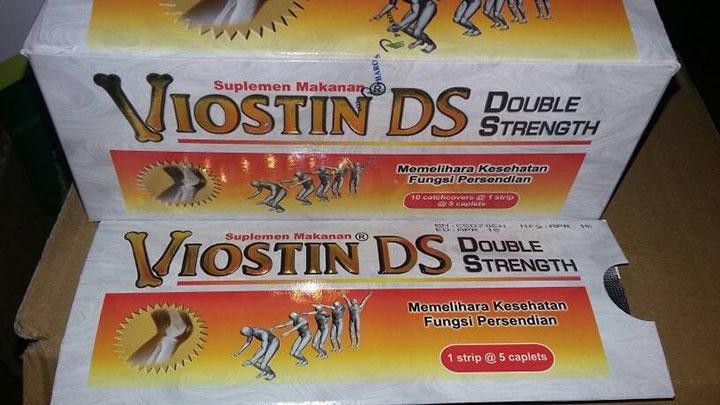 Suplemen Makanan
VIOSTIN DS DOUBLE
STRENGTH
Memelihara Kesehatan
Fungsi Persendian
10 catchcovers @ 1 strip
@ 5 caplets
Suplemen Makanan
VIOSTIN® DS DOUBLE
STRENGTH
Memelihara Kesehatan
Fungsi Persendian
1 strip @ 5 caplets